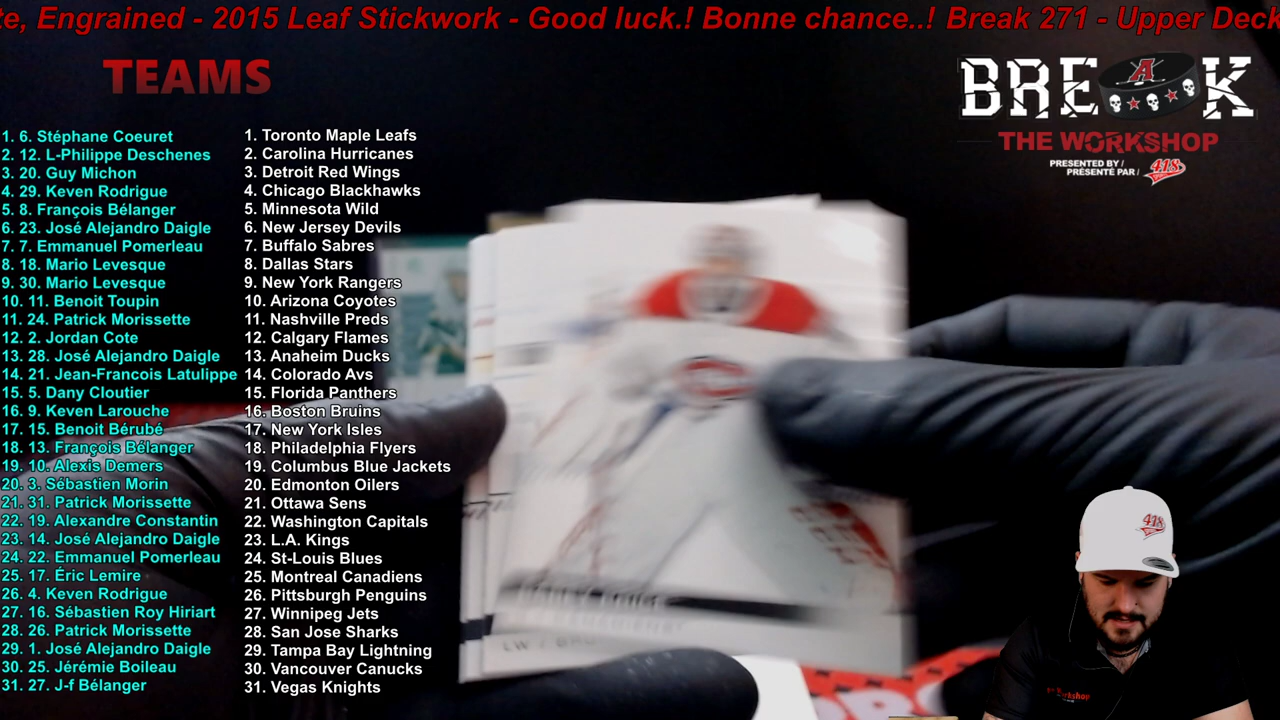 te, Engrained - 2015 Leaf Stickwork - Good luck.! Bonne chance..! Break 271 - Upper Deck
TEAMS
BREAK
THE WORKSHOP
PRESENTED BY /
PRÉSENTÉ PAR /
418
1. 6. Stéphane Coeuret
2. 12. L-Philippe Deschenes
3. 20. Guy Michon
4. 29. Keven Rodrigue
5. 8. François Bélanger
6. 23. José Alejandro Daigle
7. 7. Emmanuel Pomerleau
8. 18. Mario Levesque
9. 30. Mario Levesque
10. 11. Benoit Toupin
11. 24. Patrick Morissette
12. 2. Jordan Cote
13. 28. José Alejandro Daigle
14. 21. Jean-Francois Latulippe
15. 5. Dany Cloutier
16. 9. Keven Larouche
17. 15. Benoit Bérubé
18. 13. François Bélanger
19. 10. Alexis Demers
20. 3. Sébastien Morin
21. 31. Patrick Morissette
22. 19. Alexandre Constantin
23. 14. José Alejandro Daigle
24. 22. Emmanuel Pomerleau
25. 17. Éric Lemire
26. 4. Keven Rodrigue
27. 16. Sébastien Roy Hiriart
28. 26. Patrick Morissette
29. 1. José Alejandro Daigle
30. 25. Jérémie Boileau
31. 27. J-f Bélanger
1. Toronto Maple Leafs
2. Carolina Hurricanes
3. Detroit Red Wings
4. Chicago Blackhawks
5. Minnesota Wild
6. New Jersey Devils
7. Buffalo Sabres
8. Dallas Stars
9. New York Rangers
10. Arizona Coyotes
11. Nashville Preds
12. Calgary Flames
13. Anaheim Ducks
14. Colorado Avs
15. Florida Panthers
16. Boston Bruins
17. New York Isles
18. Philadelphia Flyers
19. Columbus Blue Jackets
20. Edmonton Oilers
21. Ottawa Sens
22. Washington Capitals
23. L.A. Kings
24. St-Louis Blues
25. Montreal Canadiens
26. Pittsburgh Penguins
27. Winnipeg Jets
28. San Jose Sharks
29. Tampa Bay Lightning
30. Vancouver Canucks
31. Vegas Knights
LW /
418